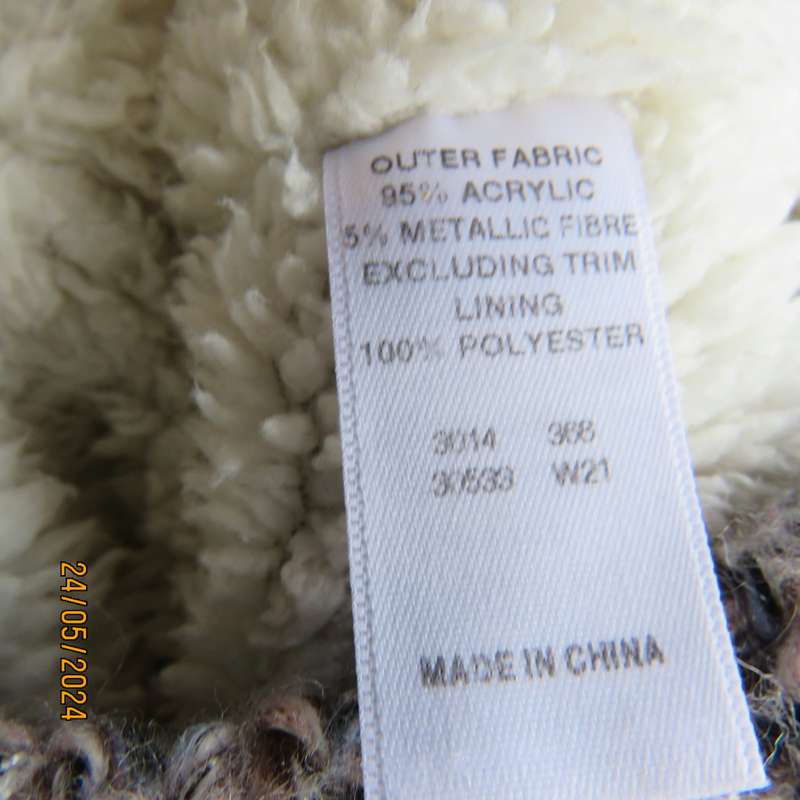 OUTER FABRIC
95% ACRYLIC
5% METALLIC FIBRE
EXCLUDING TRIM
LINING
100% POLYESTER
3614 368
30533 W21
MADE IN CHINA
24/05/2024